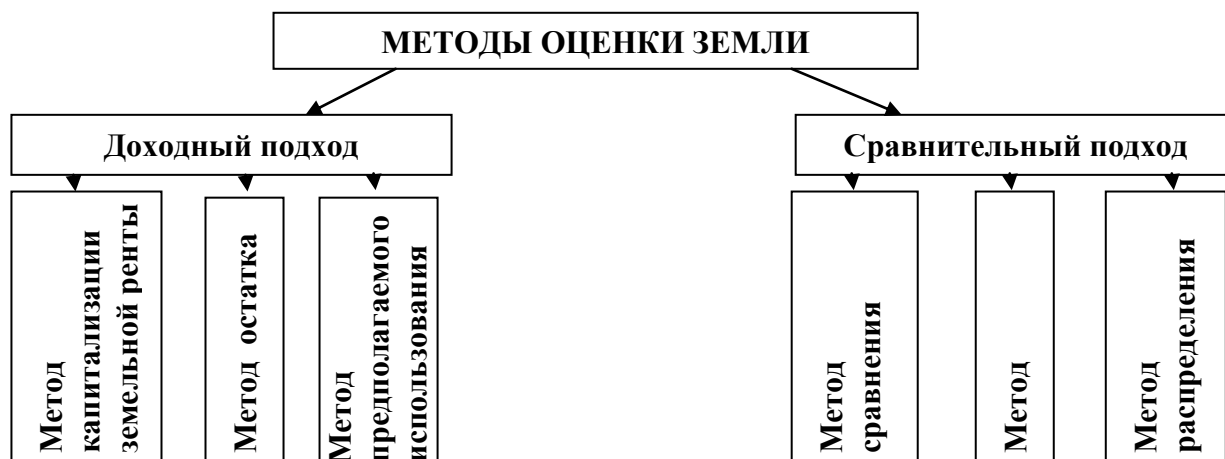 МЕТОДЫ ОЦЕНКИ ЗЕМЛИ
Доходный подход
Сравнительный подход
Метод
капитализации
земельной ренты
Метод остатка
Метод
предполагаемого
использования
Метод
сравнения
Метод
Метод
распределения